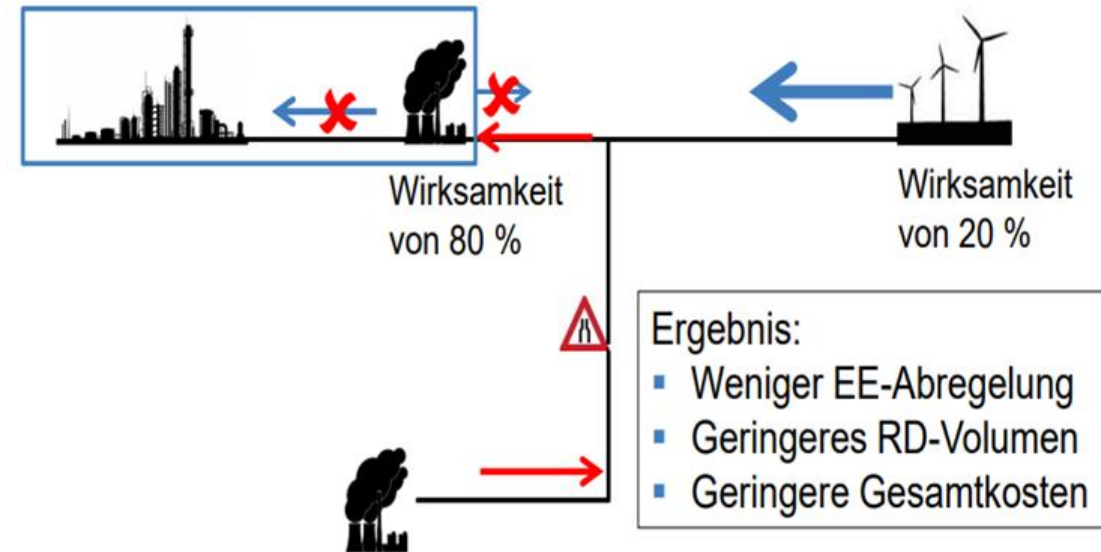 Wirksamkeit
von 80 %
Wirksamkeit
von 20 %
Ergebnis:
▪ Weniger EE-Abregelung
▪ Geringeres RD-Volumen
▪ Geringere Gesamtkosten